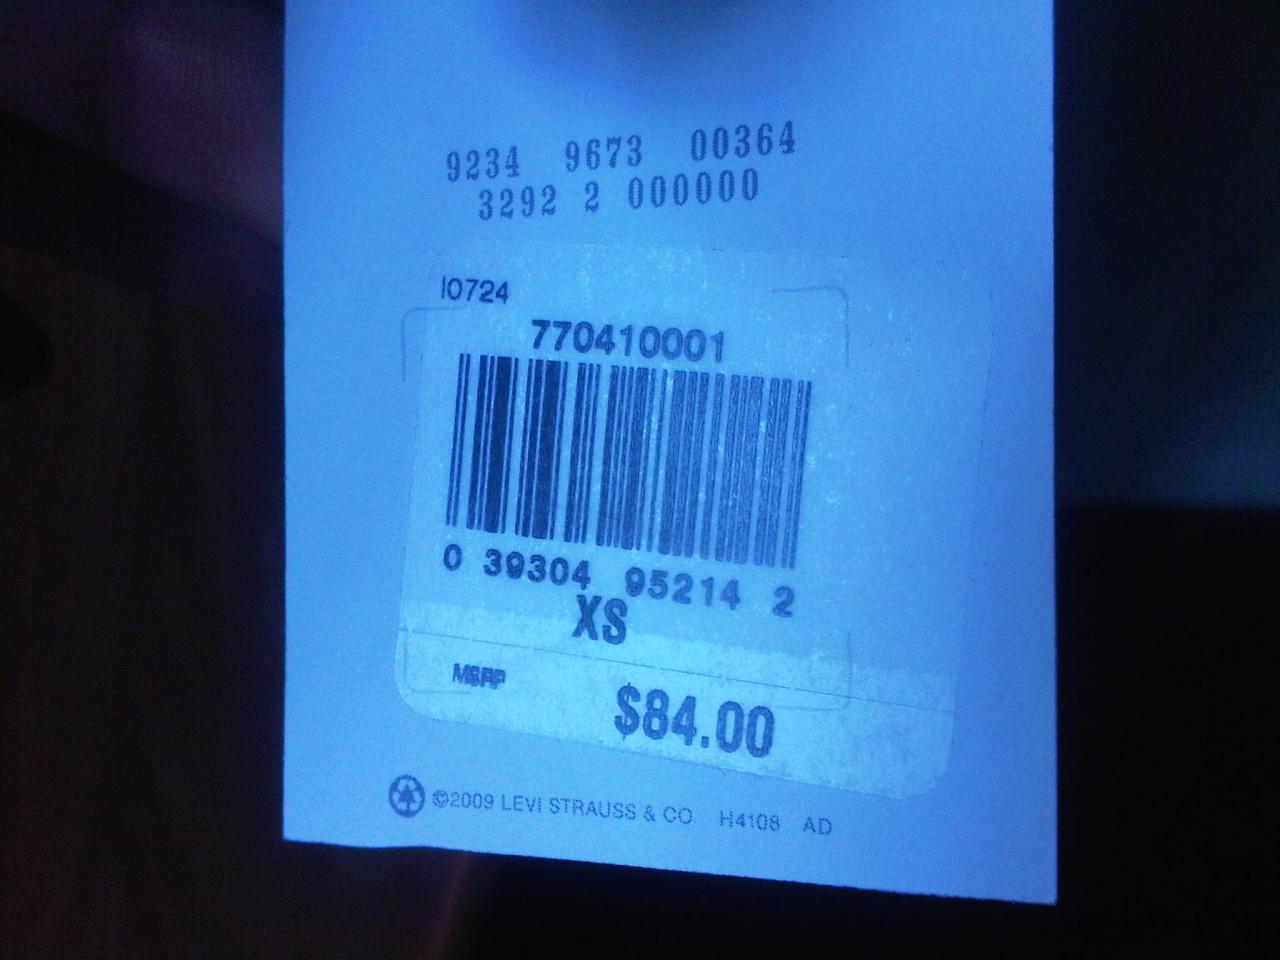 9234 9673 00364
3292 2 000000
I0724
770410001
0 39304 95214 2
XS
MSRP
$84.00
©2009 LEVI STRAUSS & CO. H4108 AD